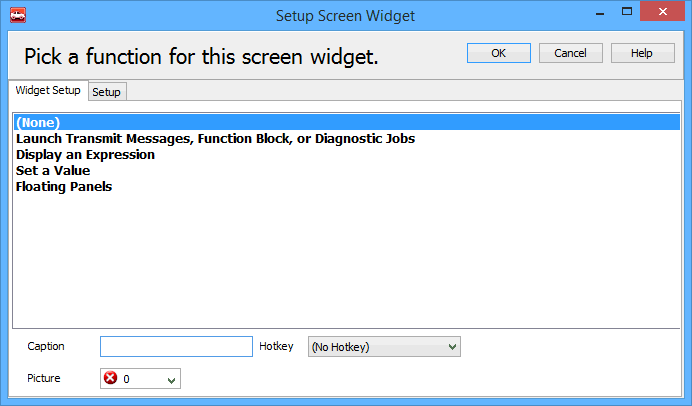 Setup Screen Widget
Pick a function for this screen widget.
OK
Cancel
Help
Widget Setup
Setup
(None)
Launch Transmit Messages, Function Block, or Diagnostic Jobs
Display an Expression
Set a Value
Floating Panels
Caption
Hotkey
(No Hotkey)
Picture
0